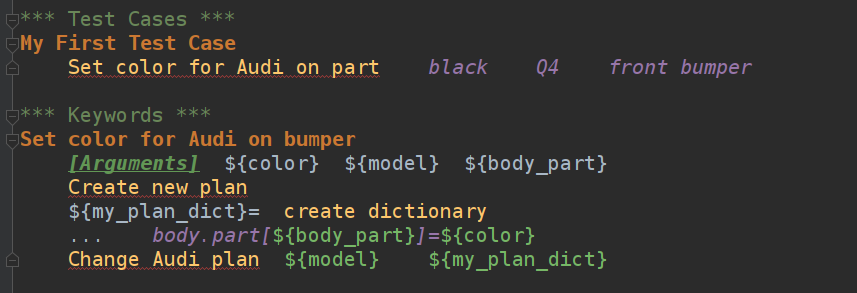 *** Test Cases ***
My First Test Case
Set color for Audi on part    black    Q4    front bumper
*** Keywords ***
Set color for Audi on bumper
[Arguments]  ${color}  ${model}  ${body_part}
Create new plan
${my_plan_dict}=  create dictionary
...    body.part[${body_part}]=${color}
Change Audi plan  ${model}    ${my_plan_dict}